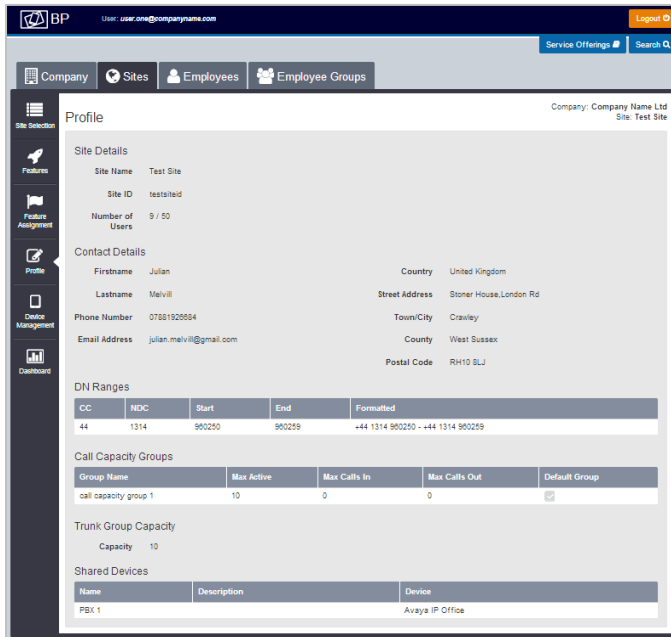 BP User: user.one@companyname.com Logout
Service Offerings Search
Company Sites Employees Employee Groups
Site Selection
Features
Feature Assignment
Profile
Device Management
Dashboard
Profile
Company: Company Name Ltd
Site: Test Site
Site Details
Site Name Test Site
Site ID testsiteid
Number of Users 9 / 50
Contact Details
Firstname Julian Country United Kingdom
Lastname Melvill Street Address Stoner House,London Rd
Phone Number 07881926684 Town/City Crawley
Email Address julian.melvill@gmail.com County West Sussex
Postal Code RH10 8LJ
DN Ranges
CC NDC Start End Formatted
44 1314 960250 960259 +44 1314 960250 - +44 1314 960259
Call Capacity Groups
Group Name Max Active Max Calls In Max Calls Out Default Group
call capacity group 1 10 0 0
Trunk Group Capacity
Capacity 10
Shared Devices
Name Description Device
PBX 1 Avaya IP Office